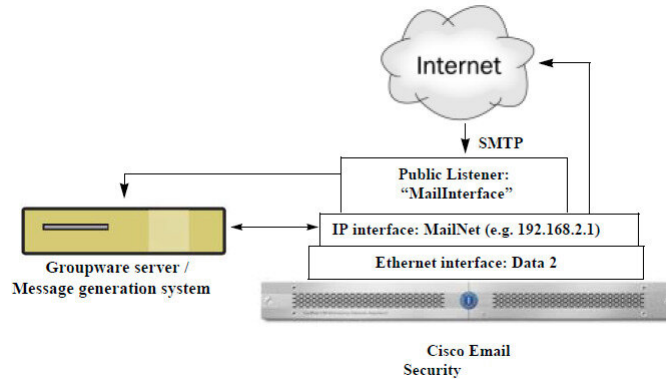 Internet
SMTP
Public Listener:
“MailInterface”
IP interface: MailNet (e.g. 192.168.2.1)
Ethernet interface: Data 2
Groupware server /
Message generation system
Cisco Email
Security